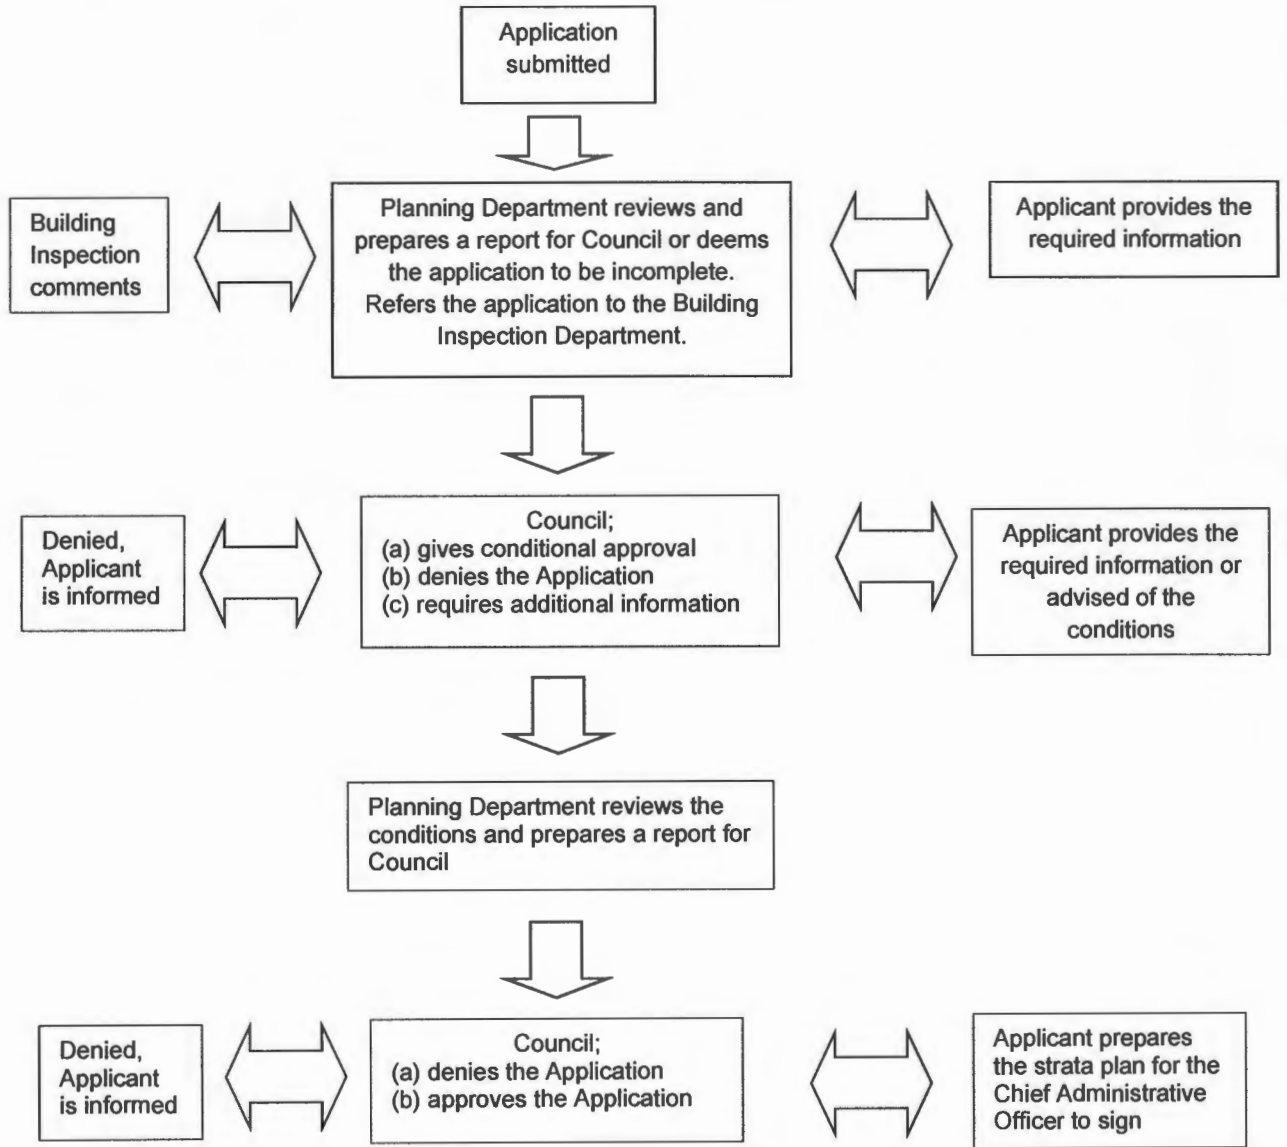 Application
submitted
Building
Inspection
comments
Planning Department reviews and
prepares a report for Council or deems
the application to be incomplete.
Refers the application to the Building
Inspection Department.
Applicant provides the
required information
Denied,
Applicant
is informed
Council;
(a) gives conditional approval
(b) denies the Application
(c) requires additional information
Applicant provides the
required information or
advised of the
conditions
Planning Department reviews the
conditions and prepares a report for
Council
Denied,
Applicant
is informed
Council;
(a) denies the Application
(b) approves the Application
Applicant prepares
the strata plan for the
Chief Administrative
Officer to sign